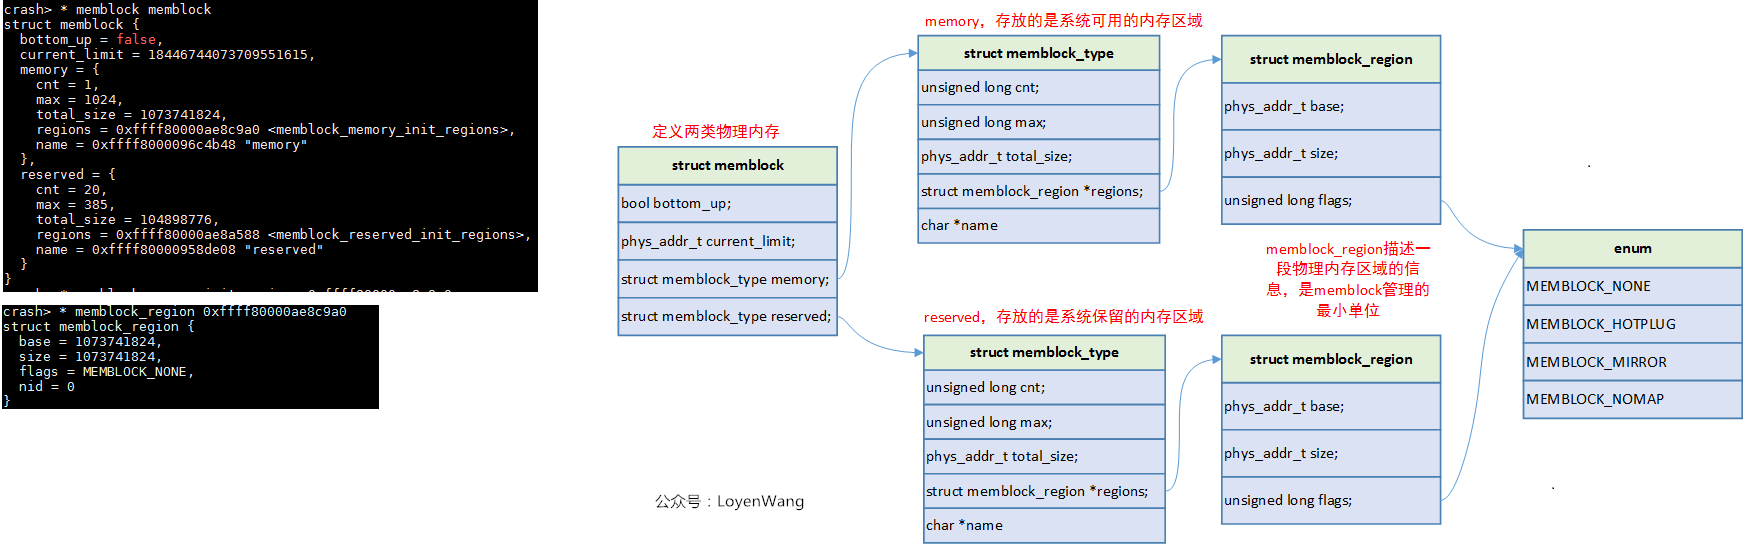 crash> * memblock memblock
struct memblock {
  bottom_up = false,
  current_limit = 18446744073709551615,
  memory = {
    cnt = 1,
    max = 1024,
    total_size = 1073741824,
    regions = 0xffff80000ae8c9a0 <memblock_memory_init_regions>,
    name = 0xffff8000096c4b48 "memory"
  },
  reserved = {
    cnt = 20,
    max = 385,
    total_size = 104898776,
    regions = 0xffff80000ae8a588 <memblock_reserved_init_regions>,
    name = 0xffff80000958de08 "reserved"
  }
}
crash> * memblock_region 0xffff80000ae8c9a0
struct memblock_region {
  base = 1073741824,
  size = 1073741824,
  flags = MEMBLOCK_NONE,
  nid = 0
}
定义两类物理内存
struct memblock
bool bottom_up;
phys_addr_t current_limit;
struct memblock_type memory;
struct memblock_type reserved;
memory，存放的是系统可用的内存区域
struct memblock_type
unsigned long cnt;
unsigned long max;
phys_addr_t total_size;
struct memblock_region *regions;
char *name
struct memblock_region
phys_addr_t base;
phys_addr_t size;
unsigned long flags;
memblock_region描述一
段物理内存区域的信
息，是memblock管理的
最小单位
reserved，存放的是系统保留的内存区域
struct memblock_type
unsigned long cnt;
unsigned long max;
phys_addr_t total_size;
struct memblock_region *regions;
char *name
struct memblock_region
phys_addr_t base;
phys_addr_t size;
unsigned long flags;
enum
MEMBLOCK_NONE
MEMBLOCK_HOTPLUG
MEMBLOCK_MIRROR
MEMBLOCK_NOMAP
公众号：LoyenWang